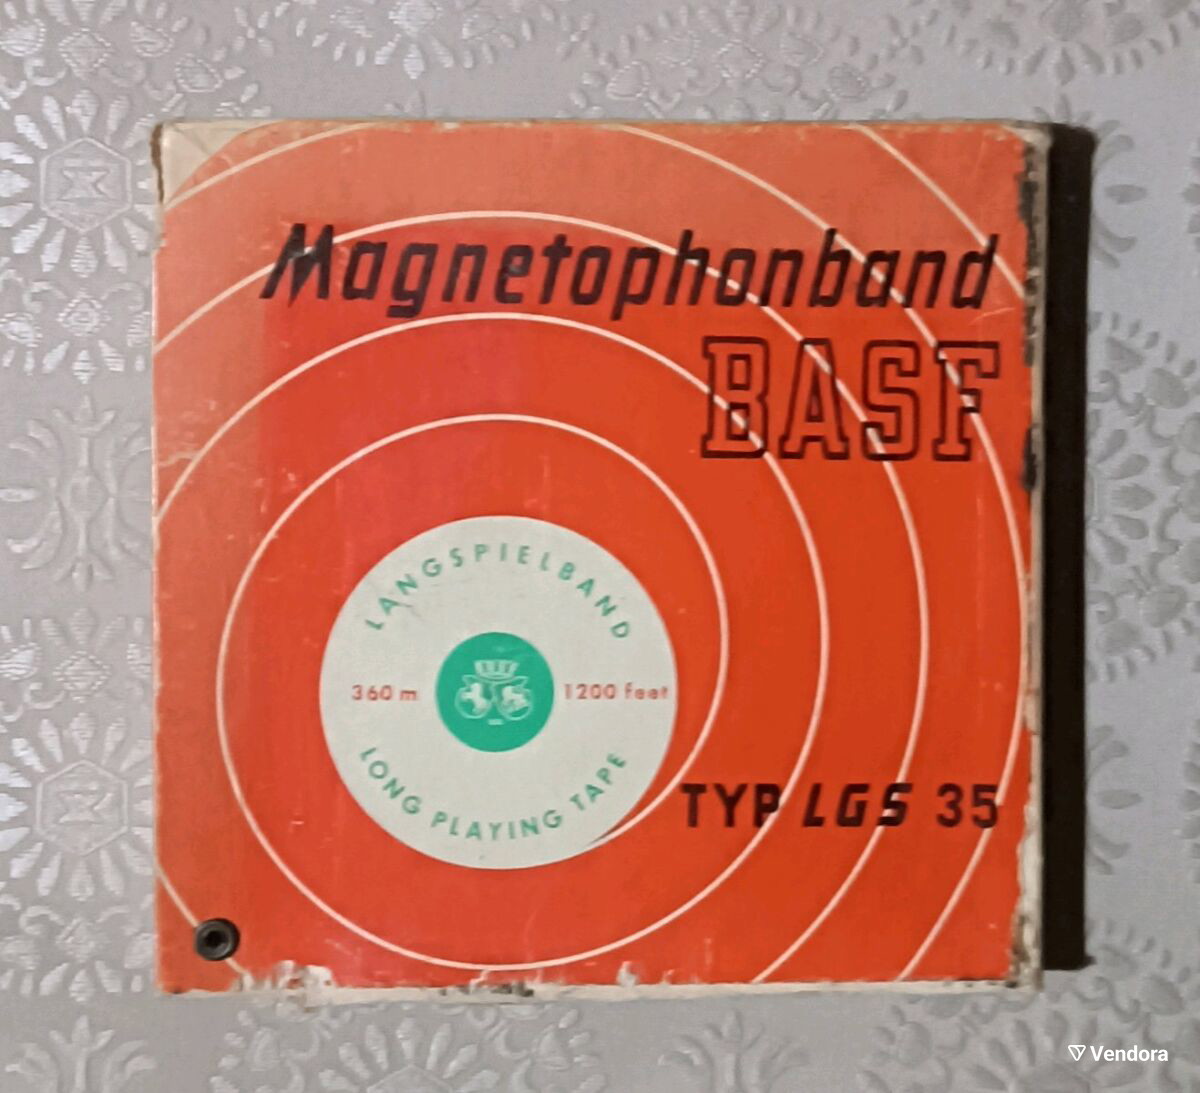 Magnetophonband
BASF
LANGSPIELBAND
360 m
1200 feet
LONG PLAYING TAPE
TYP LGS 35
Vendora